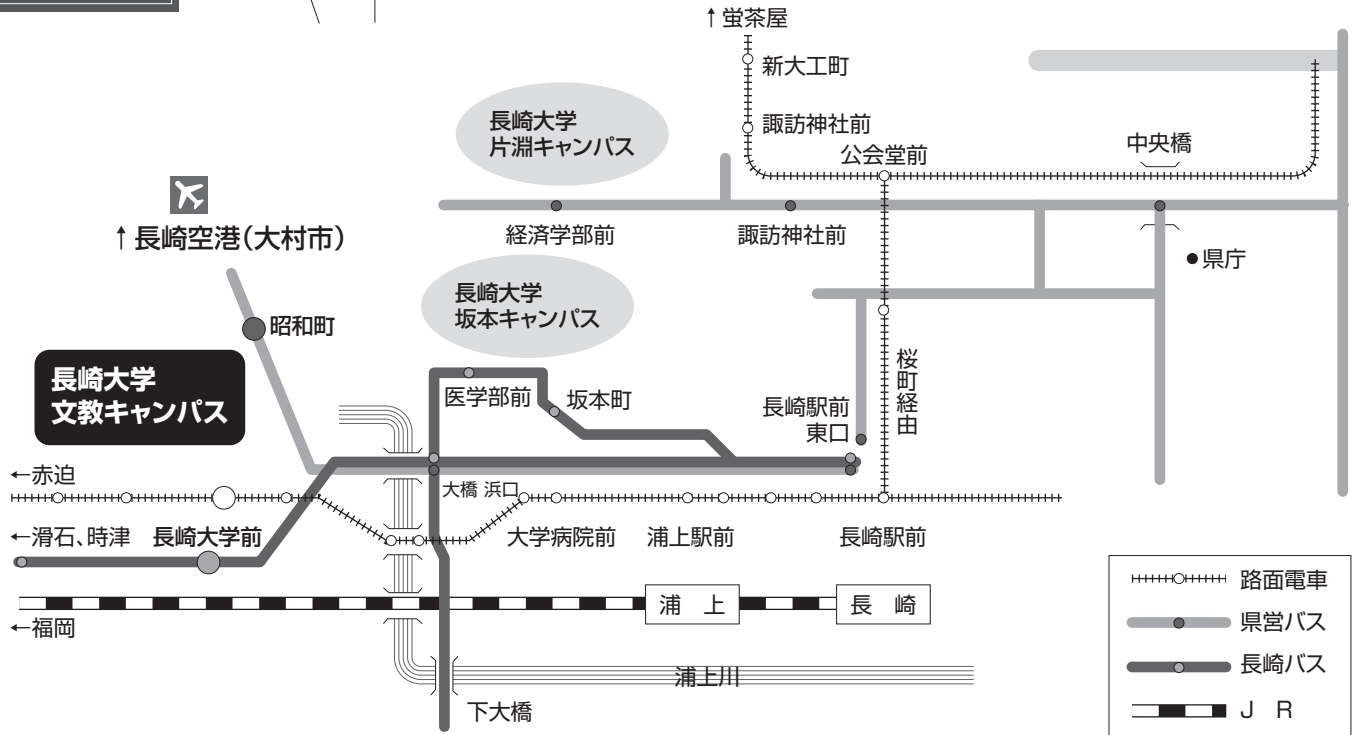 ↑蛍茶屋
新大工町
諏訪神社前
公会堂前
中央橋
長崎大学
片淵キャンパス
↑長崎空港(大村市)
経済学部前
諏訪神社前
県庁
長崎大学
坂本キャンパス
昭和町
長崎大学
文教キャンパス
医学部前
坂本町
長崎駅前
東口
桜町経由
←赤迫
大橋 浜口
←滑石、時津
長崎大学前
大学病院前
浦上駅前
長崎駅前
浦上
長崎
←福岡
浦上川
下大橋
路面電車
県営バス
長崎バス
J R